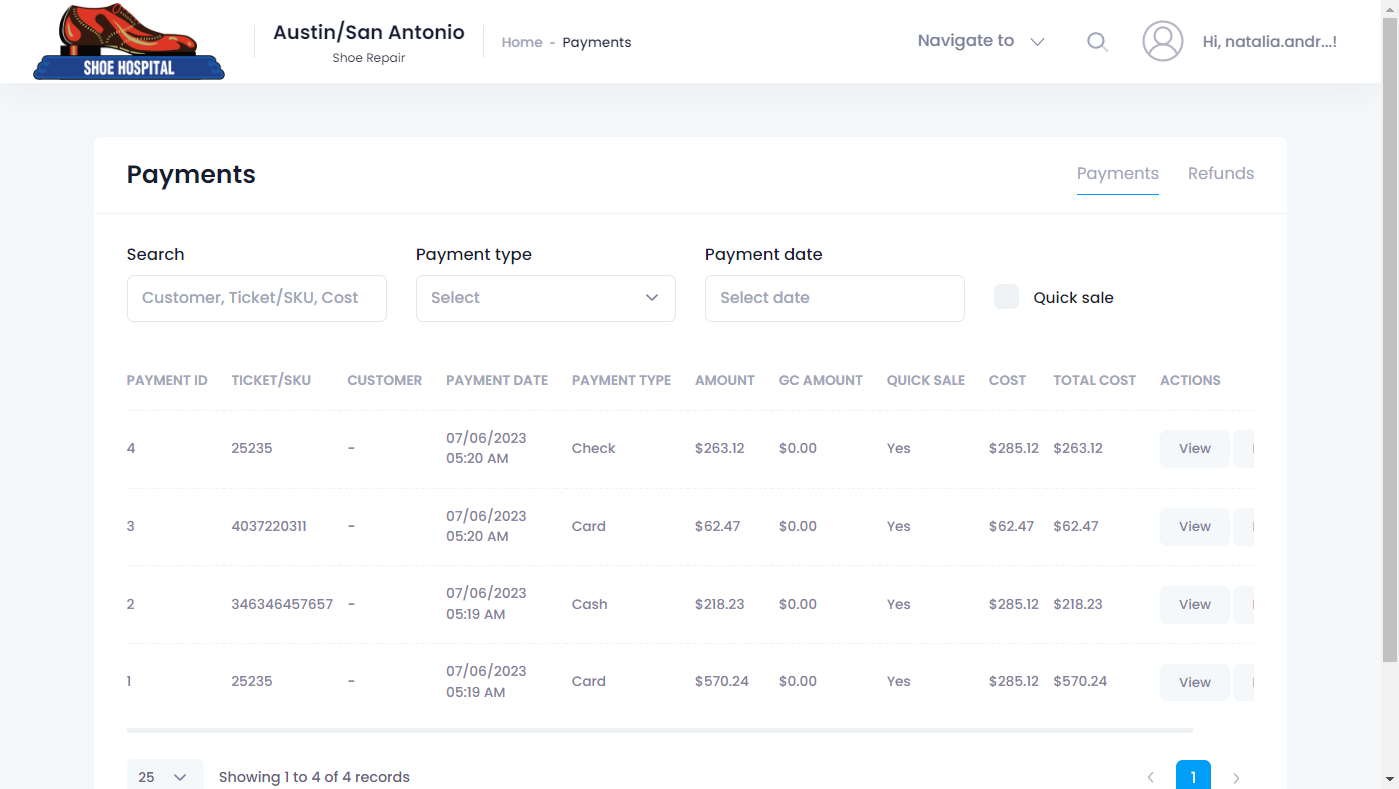 SHOE HOSPITAL
Austin/San Antonio
Shoe Repair
Home - Payments
Navigate to
Hi, natalia.andr...!
Payments
Payments Refunds
Search Payment type Payment date
Customer, Ticket/SKU, Cost Select Select date Quick sale
PAYMENT ID TICKET/SKU CUSTOMER PAYMENT DATE PAYMENT TYPE AMOUNT GC AMOUNT QUICK SALE COST TOTAL COST ACTIONS
4 25235 - 07/06/2023 05:20 AM Check $263.12 $0.00 Yes $285.12 $263.12 View
3 4037220311 - 07/06/2023 05:20 AM Card $62.47 $0.00 Yes $62.47 $62.47 View
2 346346457657 - 07/06/2023 05:19 AM Cash $218.23 $0.00 Yes $285.12 $218.23 View
1 25235 - 07/06/2023 05:19 AM Card $570.24 $0.00 Yes $285.12 $570.24 View
25 Showing 1 to 4 of 4 records 1